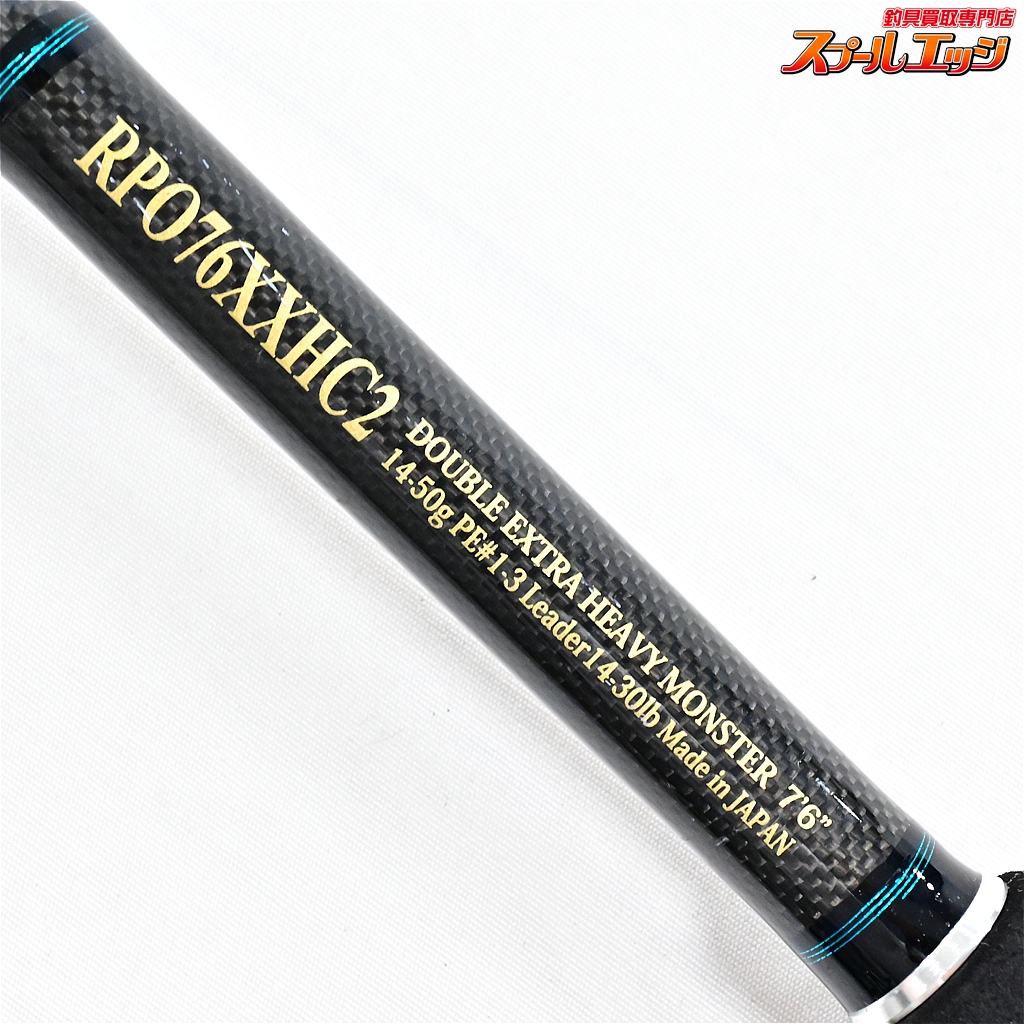 釣具買取専門店
スプールエッジ
RPO76XXHC2
DOUBLE EXTRA HEAVY MONSTER 7'6"
14-50g PE#1-3 Leader14-30lb Made in JAPAN